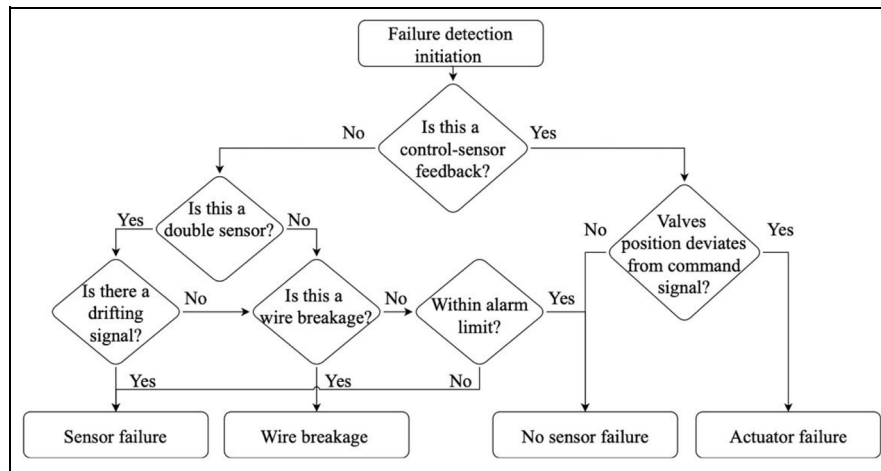 Failure detection
initiation
Is this a
control-sensor
feedback?
No
Yes
Is this a
double sensor?
Yes
No
Valves
position deviates
from command
signal?
No
Yes
Is there a
drifting
signal?
No
Is this a
wire breakage?
No
Within alarm
limit?
Yes
Yes
Yes
No
Sensor failure
Wire breakage
No sensor failure
Actuator failure